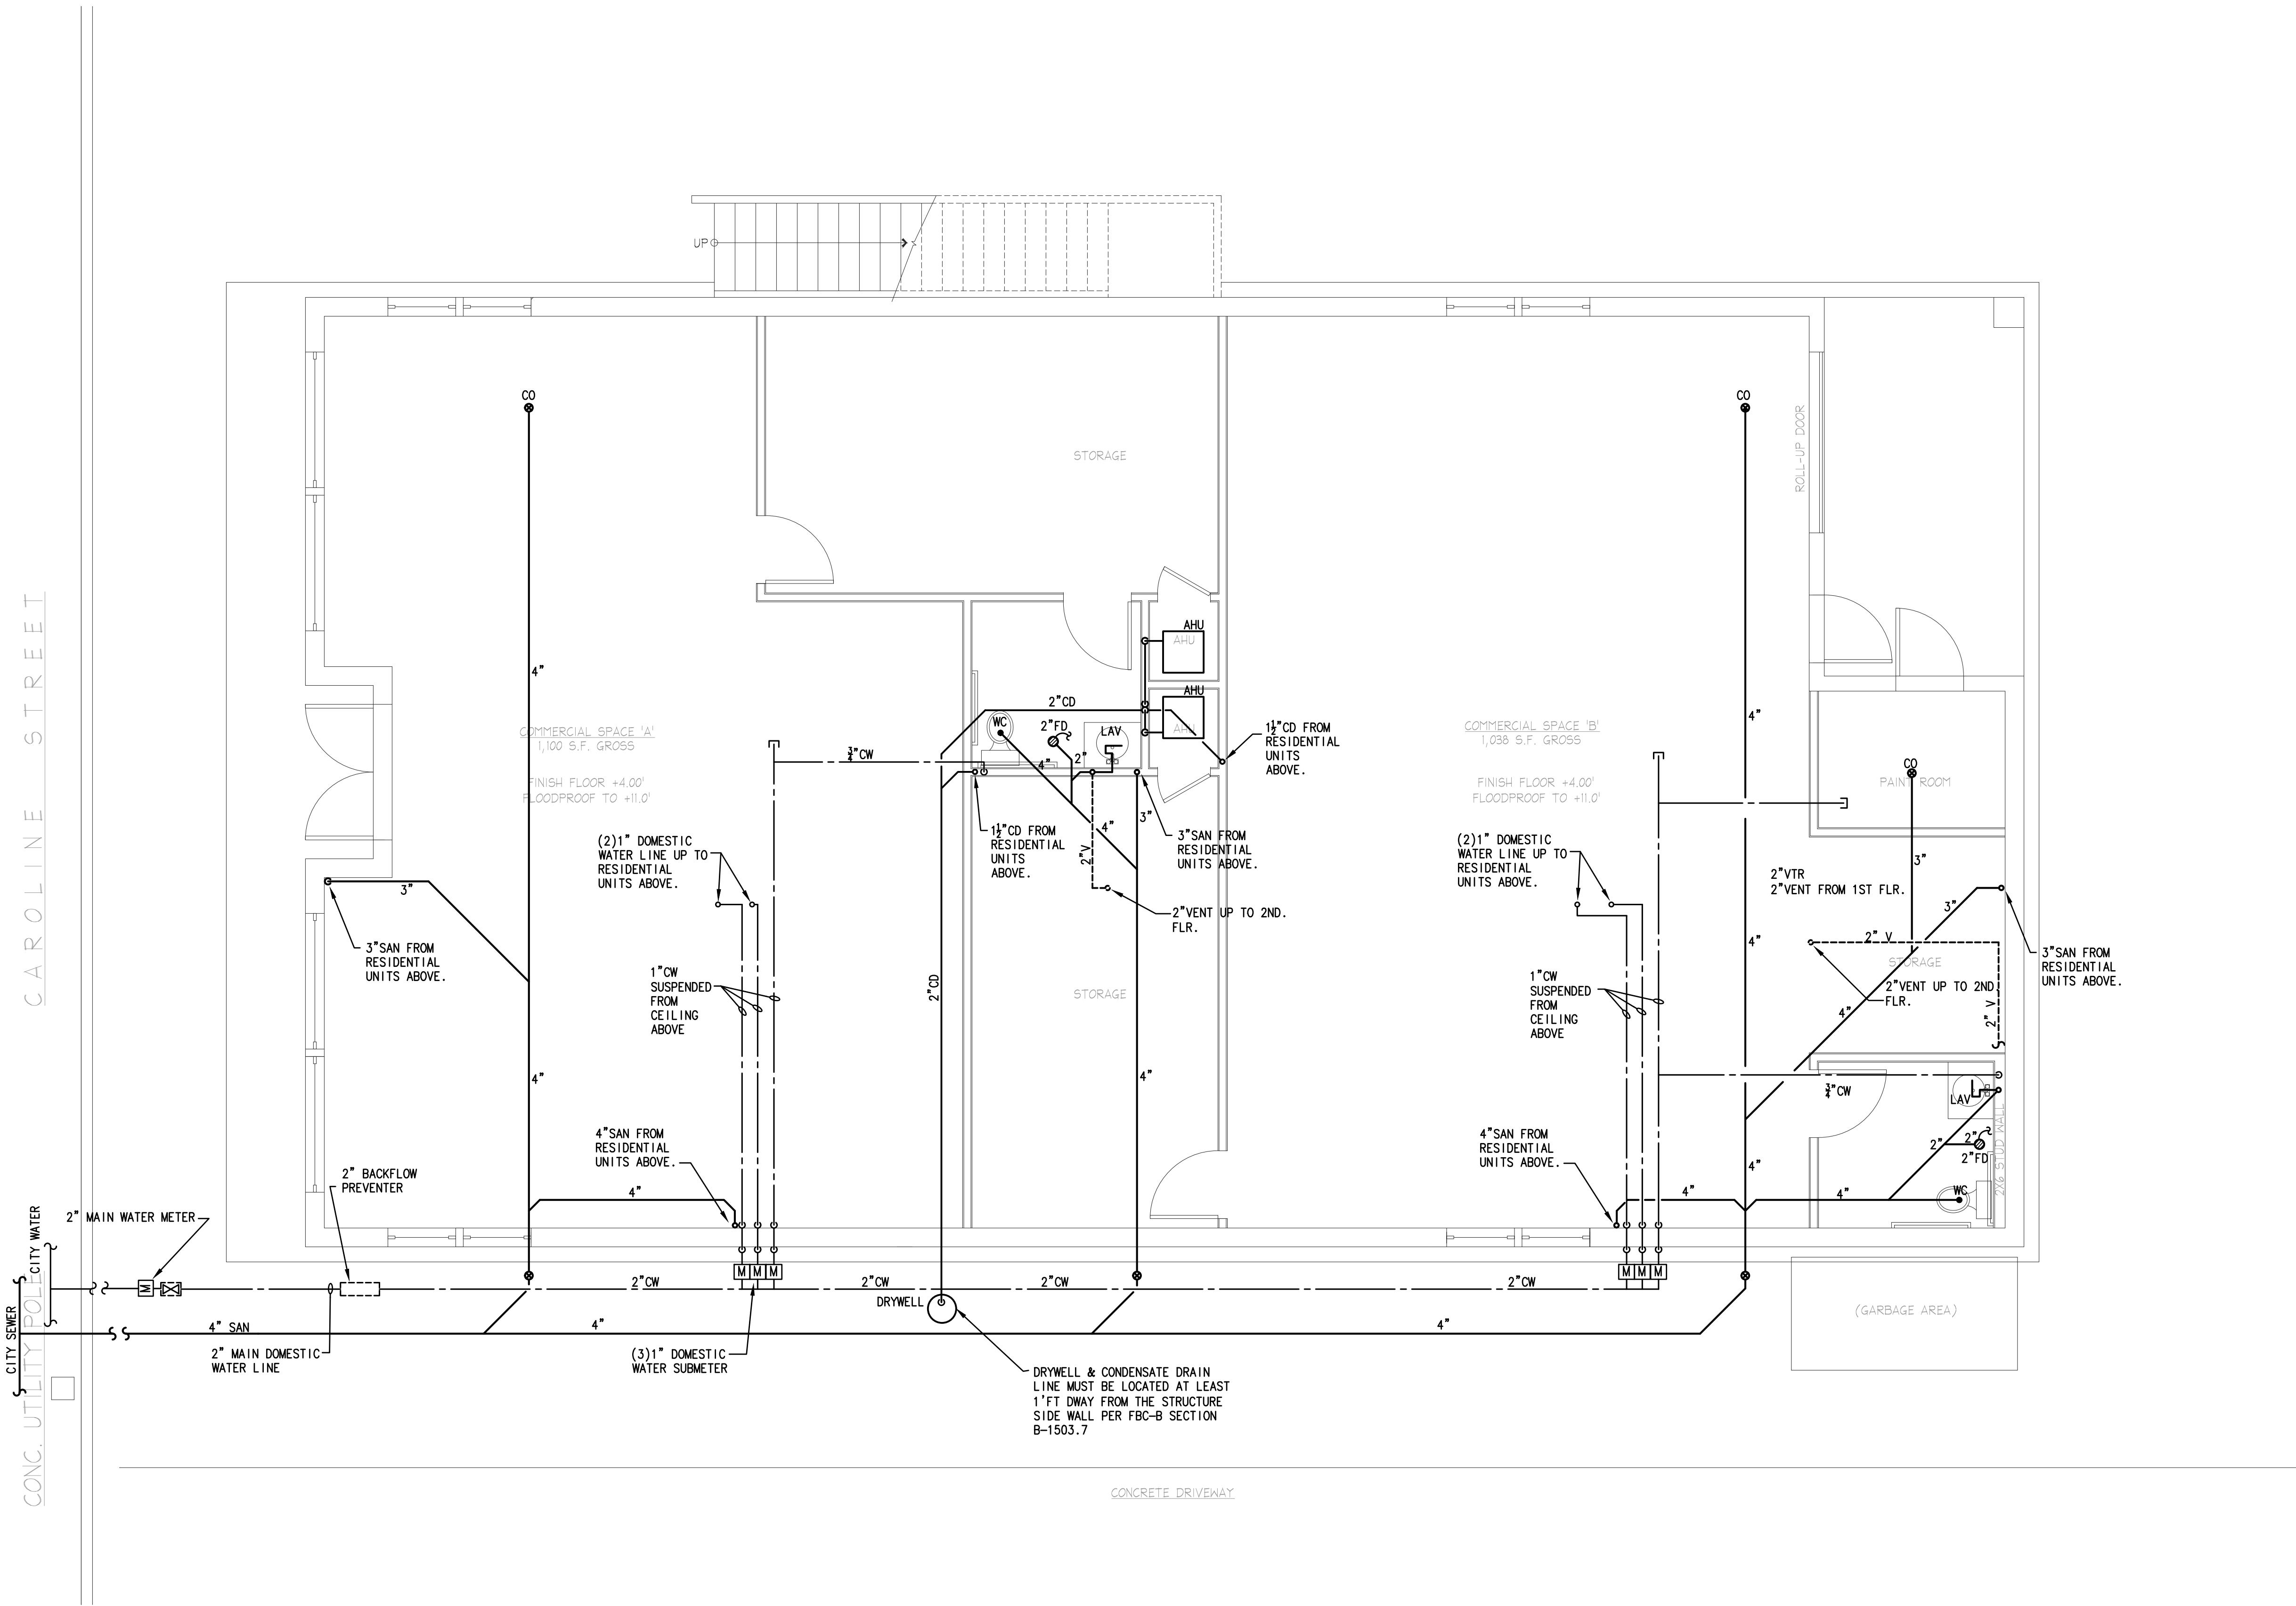 UP
CO
CO
STORAGE
ROLL-UP DOOR
CAROLINE STREET
4"
COMMERCIAL SPACE 'A'
1,100 S.F. GROSS
FINISH FLOOR +4.00'
FLOODPROOF TO +11.0'
AHU
AHU
AHU
AHU
2"CD
WC
2"FD
LAV
2"
4"
4"
3"
2"V
3/4"CW
1 1/2"CD FROM
RESIDENTIAL
UNITS
ABOVE.
COMMERCIAL SPACE 'B'
1,038 S.F. GROSS
FINISH FLOOR +4.00'
FLOODPROOF TO +11.0'
4"
CO
PAINT ROOM
(2)1" DOMESTIC
WATER LINE UP TO
RESIDENTIAL
UNITS ABOVE.
1 1/2"CD FROM
RESIDENTIAL
UNITS
ABOVE.
3"SAN FROM
RESIDENTIAL
UNITS ABOVE.
(2)1" DOMESTIC
WATER LINE UP TO
RESIDENTIAL
UNITS ABOVE.
3"
2"VTR
2"VENT FROM 1ST FLR.
3"
3"
2"VENT UP TO 2ND.
FLR.
3"SAN FROM
RESIDENTIAL
UNITS ABOVE.
4"
2" V
STORAGE
3"SAN FROM
RESIDENTIAL
UNITS ABOVE.
2"VENT UP TO 2ND.
FLR.
2" V
4"
1"CW
SUSPENDED
FROM
CEILING
ABOVE
2"CD
STORAGE
1"CW
SUSPENDED
FROM
CEILING
ABOVE
4"
4"
3/4"CW
LAV
2X6 STUD WALL
4"SAN FROM
RESIDENTIAL
UNITS ABOVE.
4"SAN FROM
RESIDENTIAL
UNITS ABOVE.
2"
2"
2"FD
4"
WC
2" BACKFLOW
PREVENTER
4"
4"
4"
2" MAIN WATER METER
CITY WATER
M
M M M
M M M
2"CW
2"CW
2"CW
2"CW
DRYWELL
(GARBAGE AREA)
CITY SEWER
4" SAN
4"
4"
2" MAIN DOMESTIC
WATER LINE
(3)1" DOMESTIC
WATER SUBMETER
DRYWELL & CONDENSATE DRAIN
LINE MUST BE LOCATED AT LEAST
1'FT DWAY FROM THE STRUCTURE
SIDE WALL PER FBC-B SECTION
B-1503.7
CONC. UTILITY POLE
CONCRETE DRIVEWAY